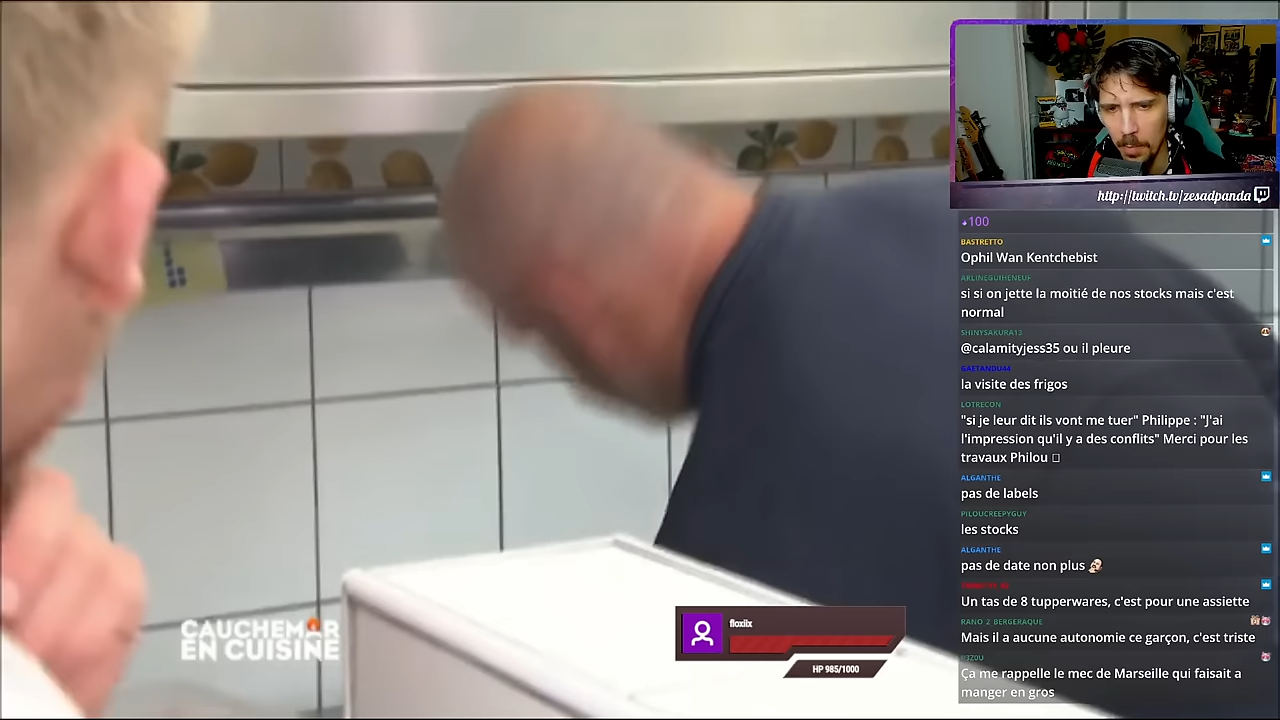 http://twitch.tv/zesadpanda
100
BASTRETTO
Ophil Wan Kentchebist
ARLINEGUIHENEUF
si si on jette la moitié de nos stocks mais c'est
normal
SHINYSAKURA13
@calamityjess35 ou il pleure
GAETANDU44
la visite des frigos
LOTRECON
"si je leur dit ils vont me tuer" Philippe : "J'ai
l'impression qu'il y a des conflits" Merci pour les
travaux Philou
ALGANTHE
pas de labels
PILOUCREEPYGUY
les stocks
ALGANTHE
pas de date non plus
Un tas de 8 tupperwares, c'est pour une assiette
RANO_2_BERGERAQUE
Mais il a aucune autonomie ce garçon, c'est triste
Ça me rappelle le mec de Marseille qui faisait a
manger en gros
floxiix
HP 985/1000
CAUCHEMAR
EN CUISINE